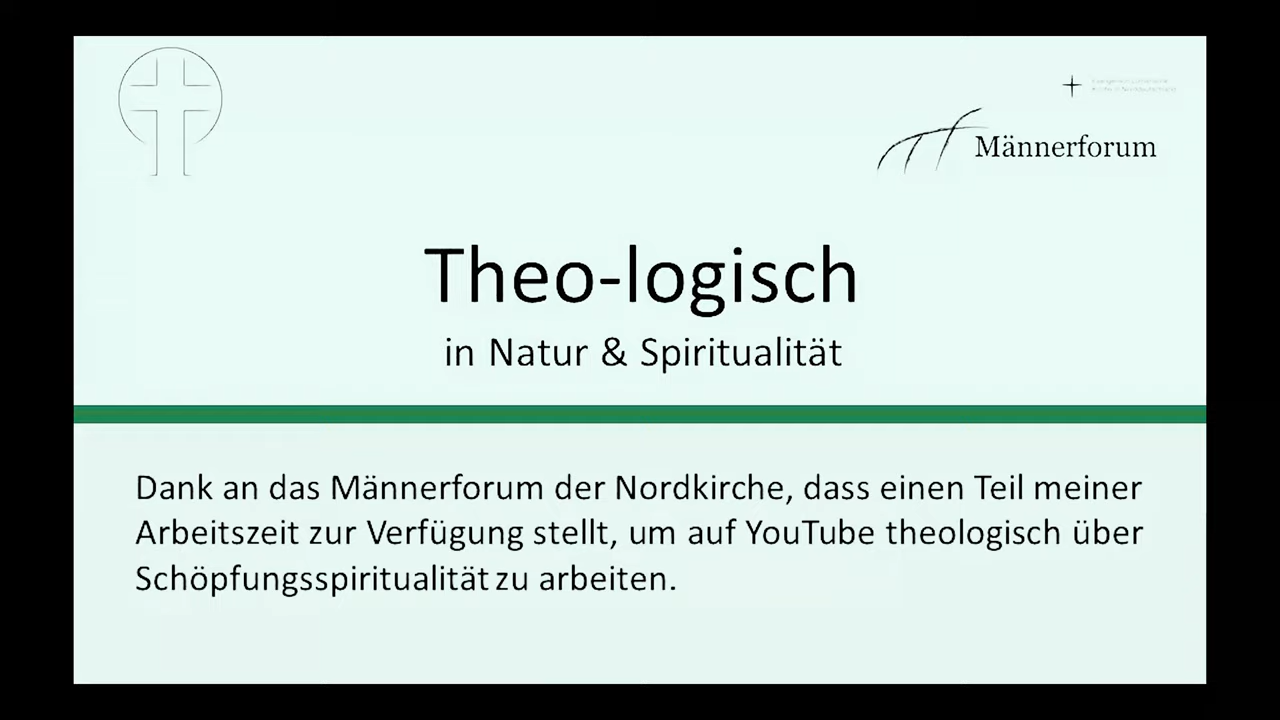 Männerforum
Theo-logisch
in Natur & Spiritualität
Dank an das Männerforum der Nordkirche, dass einen Teil meiner
Arbeitszeit zur Verfügung stellt, um auf YouTube theologisch über
Schöpfungsspiritualität zu arbeiten.